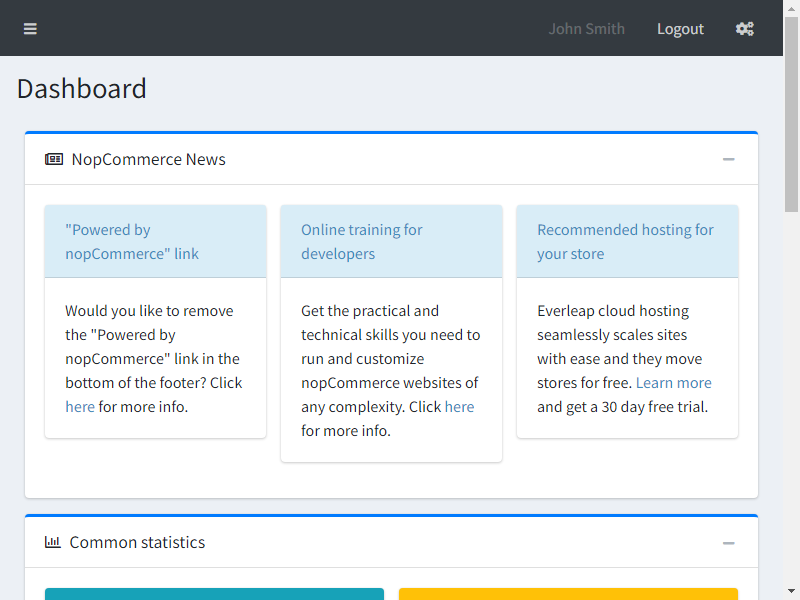 John Smith Logout
Dashboard
NopCommerce News
"Powered by
nopCommerce" link
Would you like to remove
the "Powered by
nopCommerce" link in the
bottom of the footer? Click
here for more info.
Online training for
developers
Get the practical and
technical skills you need to
run and customize
nopCommerce websites of
any complexity. Click here
for more info.
Recommended hosting for
your store
Everleap cloud hosting
seamlessly scales sites
with ease and they move
stores for free. Learn more
and get a 30 day free trial.
Common statistics